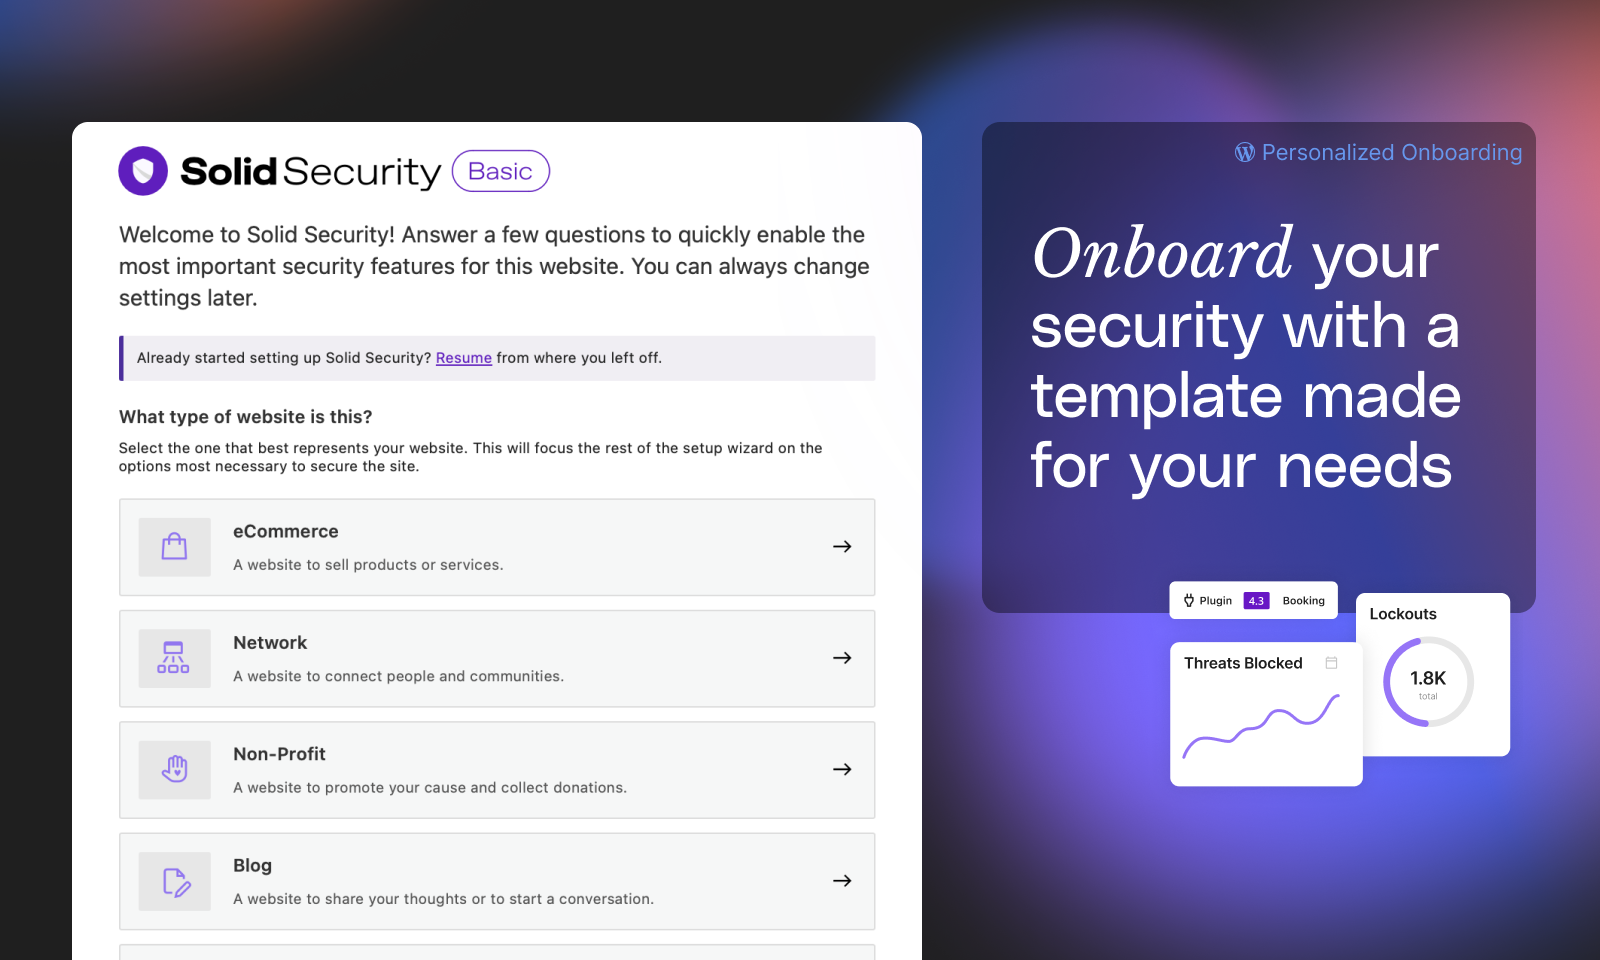 Solid Security Basic
Welcome to Solid Security! Answer a few questions to quickly enable the
most important security features for this website. You can always change
settings later.
Already started setting up Solid Security? Resume from where you left off.
What type of website is this?
Select the one that best represents your website. This will focus the rest of the setup wizard on the
options most necessary to secure the site.
eCommerce
A website to sell products or services.
Network
A website to connect people and communities.
Non-Profit
A website to promote your cause and collect donations.
Blog
A website to share your thoughts or to start a conversation.
Personalized Onboarding
Onboard your
security with a
template made
for your needs
Plugin 4.3 Booking
Lockouts
1.8K
total
Threats Blocked